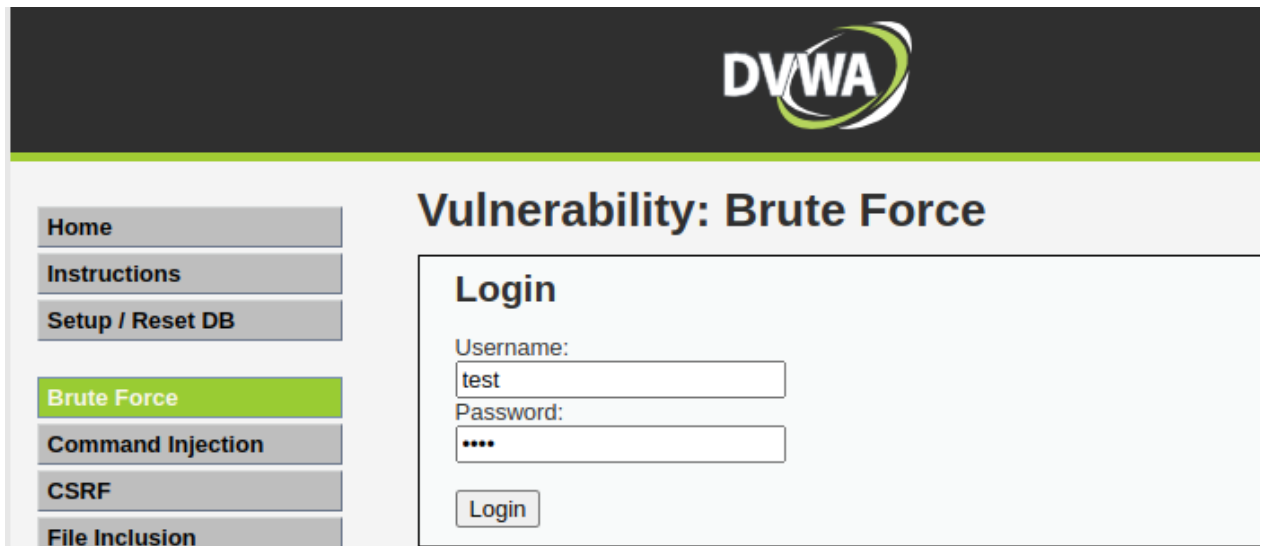 DVWA
Home
Instructions
Setup / Reset DB
Brute Force
Command Injection
CSRF
File Inclusion
Vulnerability: Brute Force
Login
Username:
test
Password:
••••
Login